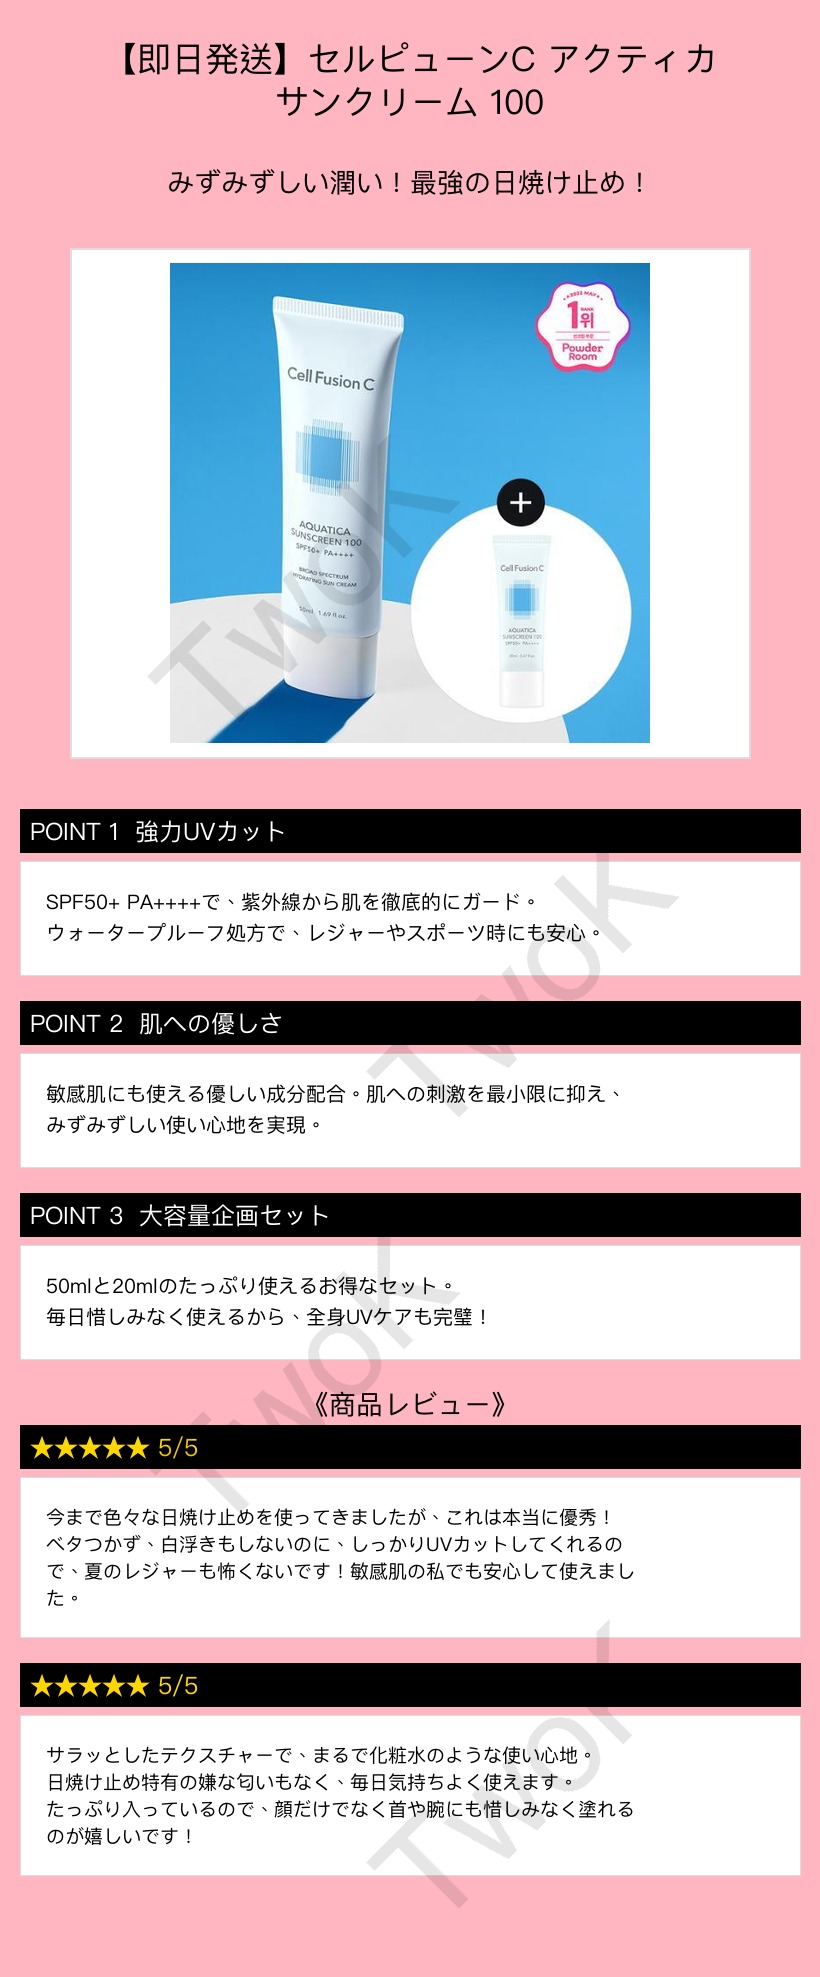 【即日発送】セルピューンC アクティカ
サンクリーム 100
みずみずしい潤い！最強の日焼け止め！
2022 MAY
RANK
1위
선크림 부문
Powder
Room
Cell Fusion C
AQUATICA
SUNSCREEN 100
SPF50+ PA++++
BROAD SPECTRUM
HYDRATING SUN CREAM
50ml 1.69 fl.oz.
+
Cell Fusion C
AQUATICA
SUNSCREEN 100
SPF50+ PA++++
TwoK
POINT 1 強力UVカット
SPF50+ PA++++で、紫外線から肌を徹底的にガード。
ウォータープルーフ処方で、レジャーやスポーツ時にも安心。
TwoK
POINT 2 肌への優しさ
敏感肌にも使える優しい成分配合。肌への刺激を最小限に抑え、
みずみずしい使い心地を実現。
POINT 3 大容量企画セット
50mlと20mlのたっぷり使えるお得なセット。
毎日惜しみなく使えるから、全身UVケアも完璧！
TwoK
《商品レビュー》
★★★★★ 5/5
今まで色々な日焼け止めを使ってきましたが、これは本当に優秀！
ベタつかず、白浮きもしないのに、しっかりUVカットしてくれるの
で、夏のレジャーも怖くないです！敏感肌の私でも安心して使えまし
た。
★★★★★ 5/5
サラッとしたテクスチャーで、まるで化粧水のような使い心地。
日焼け止め特有の嫌な匂いもなく、毎日気持ちよく使えます。
たっぷり入っているので、顔だけでなく首や腕にも惜しみなく塗れる
のが嬉しいです！
TwoK